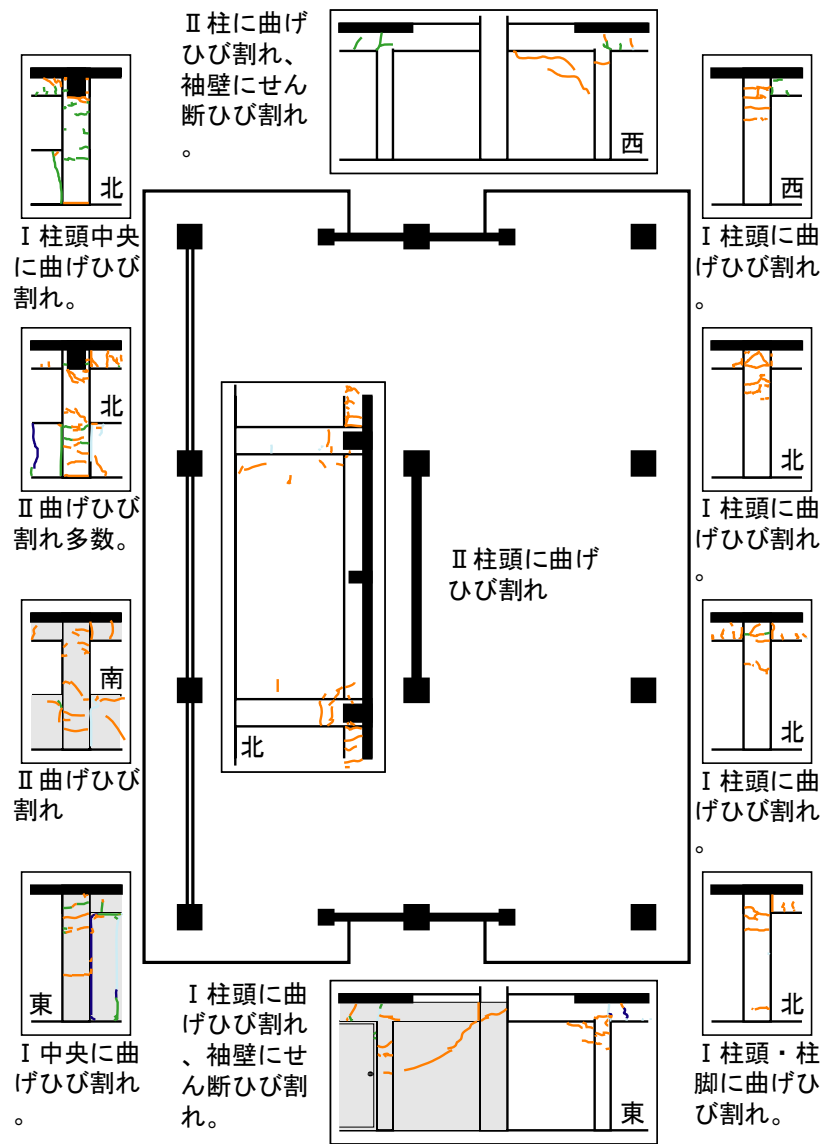 Ⅱ柱に曲げ
ひび割れ、
袖壁にせん
断ひび割れ
。
西
北
Ⅰ柱頭中央
に曲げひび
割れ。
西
Ⅰ柱頭に曲
げひび割れ
。
北
Ⅱ曲げひび
割れ多数。
北
Ⅰ柱頭に曲
げひび割れ
。
北
Ⅱ柱頭に曲げ
ひび割れ
南
Ⅱ曲げひび
割れ
北
Ⅰ柱頭に曲
げひび割れ
。
東
Ⅰ中央に曲
げひび割れ
。
Ⅰ柱頭に曲
げひび割れ
、袖壁にせ
ん断ひび割
れ。
東
北
Ⅰ柱頭・柱
脚に曲げひ
び割れ。